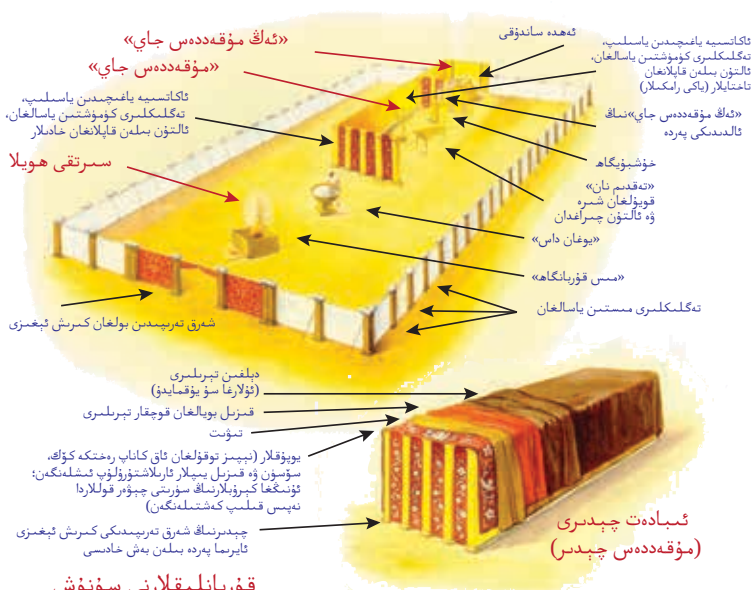 «ئەڭ مۇقەددەس جاي»
«مۇقەددەس جاي»
ئاكاتسىيە ياغىچىدىن ياسىلىپ،
تەگلىكلىرى كۈمۈشتىن ياسالغان،
ئالتۇن بىلەن قاپلانغان خادىلار
سىرتقى ھويلا
ئەھدە ساندۇقى
ئاكاتسىيە ياغىچىدىن ياسىلىپ،
تەگلىكلىرى كۈمۈشتىن ياسالغان،
ئالتۇن بىلەن قاپلانغان
تاختايلار (ياكى رامكىلار)
«ئەڭ مۇقەددەس جاي»نىڭ
ئالدىدىكى پەردە
خۇشبۇيگاھ
«تەقدىم نان»
قويۇلغان شىرە
ۋە ئالتۇن چىراغدان
«يوغان داس»
«مىس قۇربانگاھ»
تەگلىكلىرى مىستىن ياسالغان
شەرق تەرىپىدىن بولغان كىرىش ئېغىزى
دېلفىن تېرىلىرى
(ئۇلارغا سۇ يۇقمايدۇ)
قىزىل بويالغان قوچقار تېرىلىرى
تىۋىت
يوپۇقلار (نېپىز توقۇلغان ئاق كاناپ رەختكە كۆك،
سۆسۈن ۋە قىزىل يىپلار ئارىلاشتۇرۇلۇپ ئىشلەنگەن؛
ئۈنىڭغا كېرۇبلارنىڭ سۈرىتى چېۋەر قوللاردا
نەپىس قىلىپ كەشتىلەنگەن)
چېدىرنىڭ شەرق تەرىپىدىكى كىرىش ئېغىزى
ئايرىما پەردە بىلەن بەش خادىسى
ئىبادەت چېدىرى
(مۇقەددەس چېدىر)
قۇربانلىقلارنى سۇنۇش